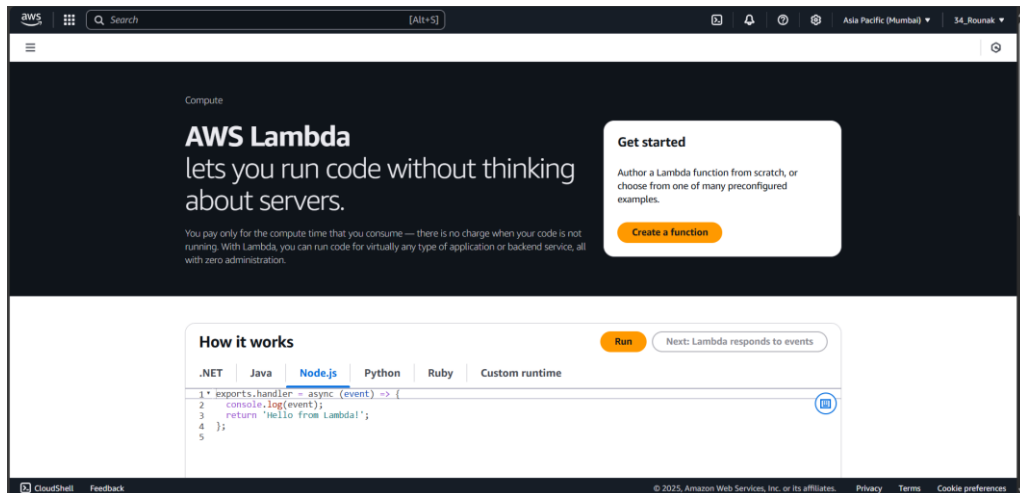 aws
Search [Alt+S]
Asia Pacific (Mumbai) 34_Rounak
Compute
AWS Lambda
lets you run code without thinking
about servers.
You pay only for the compute time that you consume — there is no charge when your code is not
running. With Lambda, you can run code for virtually any type of application or backend service, all
with zero administration.
Get started
Author a Lambda function from scratch, or
choose from one of many preconfigured
examples.
Create a function
How it works
Run
Next: Lambda responds to events
.NET Java Node.js Python Ruby Custom runtime
1 exports.handler = async (event) => {
2 console.log(event);
3 return 'Hello from Lambda!';
4 };
5
CloudShell Feedback
© 2025, Amazon Web Services, Inc. or its affiliates. Privacy Terms Cookie preferences